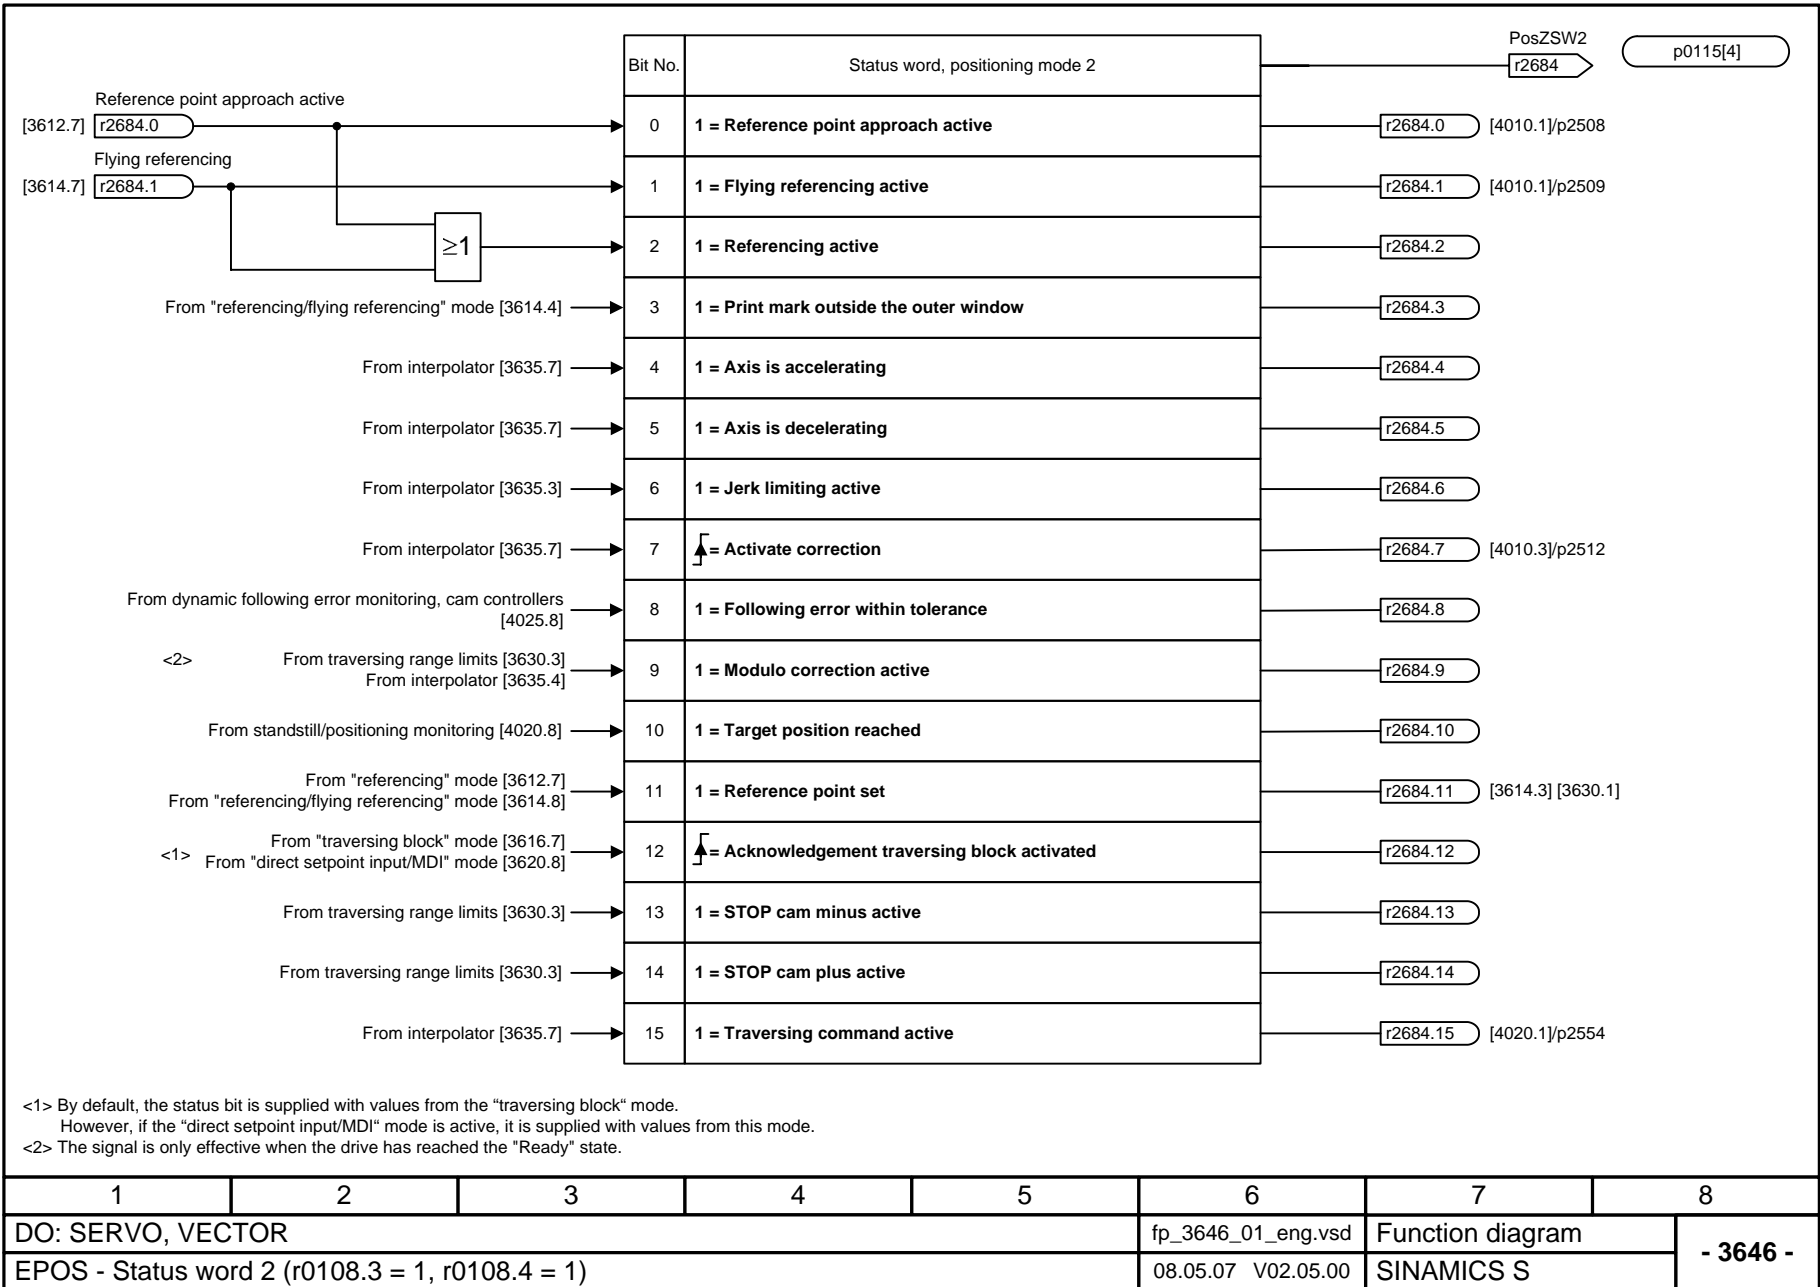 PosZSW2
Bit No. Status word, positioning mode 2 r2684 p0115[4]
Reference point approach active
[3612.7] r2684.0 0 1 = Reference point approach active r2684.0 [4010.1]/p2508
Flying referencing
[3614.7] r2684.1 1 1 = Flying referencing active r2684.1 [4010.1]/p2509
≥1 2 1 = Referencing active r2684.2
From "referencing/flying referencing" mode [3614.4] 3 1 = Print mark outside the outer window r2684.3
From interpolator [3635.7] 4 1 = Axis is accelerating r2684.4
From interpolator [3635.7] 5 1 = Axis is decelerating r2684.5
From interpolator [3635.3] 6 1 = Jerk limiting active r2684.6
From interpolator [3635.7] 7 = Activate correction r2684.7 [4010.3]/p2512
From dynamic following error monitoring, cam controllers
[4025.8] 8 1 = Following error within tolerance r2684.8
<2> From traversing range limits [3630.3]
From interpolator [3635.4] 9 1 = Modulo correction active r2684.9
From standstill/positioning monitoring [4020.8] 10 1 = Target position reached r2684.10
From "referencing" mode [3612.7]
From "referencing/flying referencing" mode [3614.8] 11 1 = Reference point set r2684.11 [3614.3] [3630.1]
From "traversing block" mode [3616.7]
<1> From "direct setpoint input/MDI" mode [3620.8] 12 = Acknowledgement traversing block activated r2684.12
From traversing range limits [3630.3] 13 1 = STOP cam minus active r2684.13
From traversing range limits [3630.3] 14 1 = STOP cam plus active r2684.14
From interpolator [3635.7] 15 1 = Traversing command active r2684.15 [4020.1]/p2554
<1> By default, the status bit is supplied with values from the “traversing block“ mode.
However, if the “direct setpoint input/MDI“ mode is active, it is supplied with values from this mode.
<2> The signal is only effective when the drive has reached the "Ready" state.
1 2 3 4 5 6 7 8
DO: SERVO, VECTOR fp_3646_01_eng.vsd Function diagram
- 3646 -
EPOS - Status word 2 (r0108.3 = 1, r0108.4 = 1) 08.05.07 V02.05.00 SINAMICS S